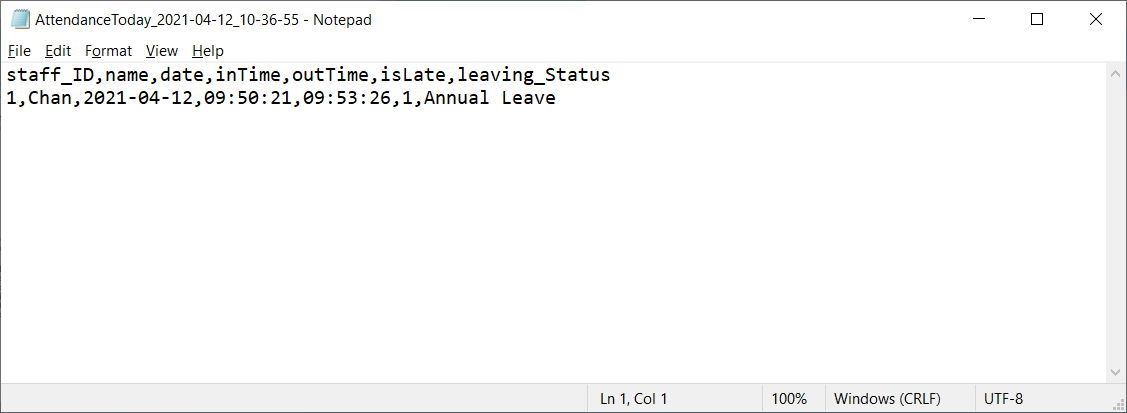 AttendanceToday_2021-04-12_10-36-55 - Notepad
File Edit Format View Help
staff_ID,name,date,inTime,outTime,isLate,leaving_Status
1,Chan,2021-04-12,09:50:21,09:53:26,1,Annual Leave
Ln 1, Col 1 100% Windows (CRLF) UTF-8